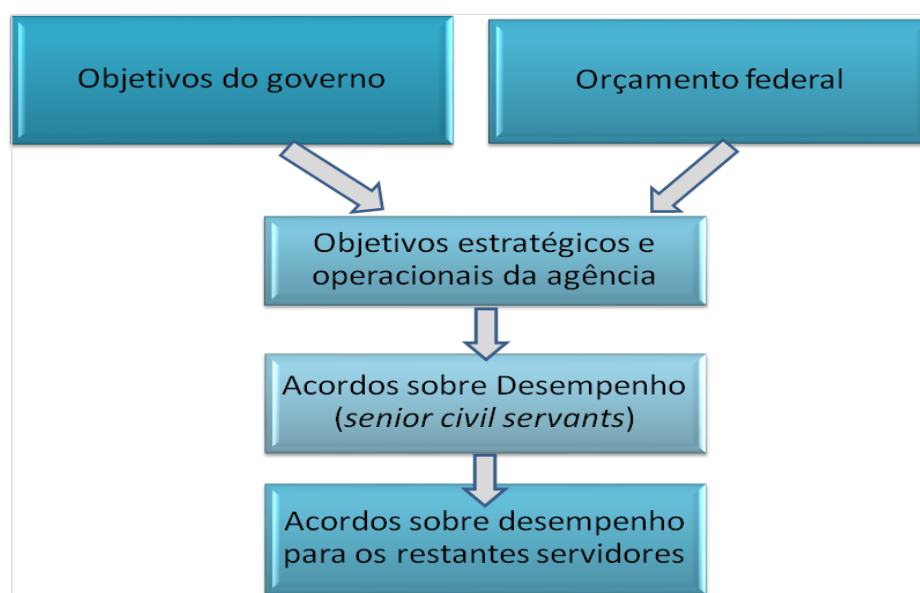 Objetivos do governo
Orçamento federal
Objetivos estratégicos e
operacionais da agência
Acordos sobre Desempenho
(senior civil servants)
Acordos sobre desempenho
para os restantes servidores